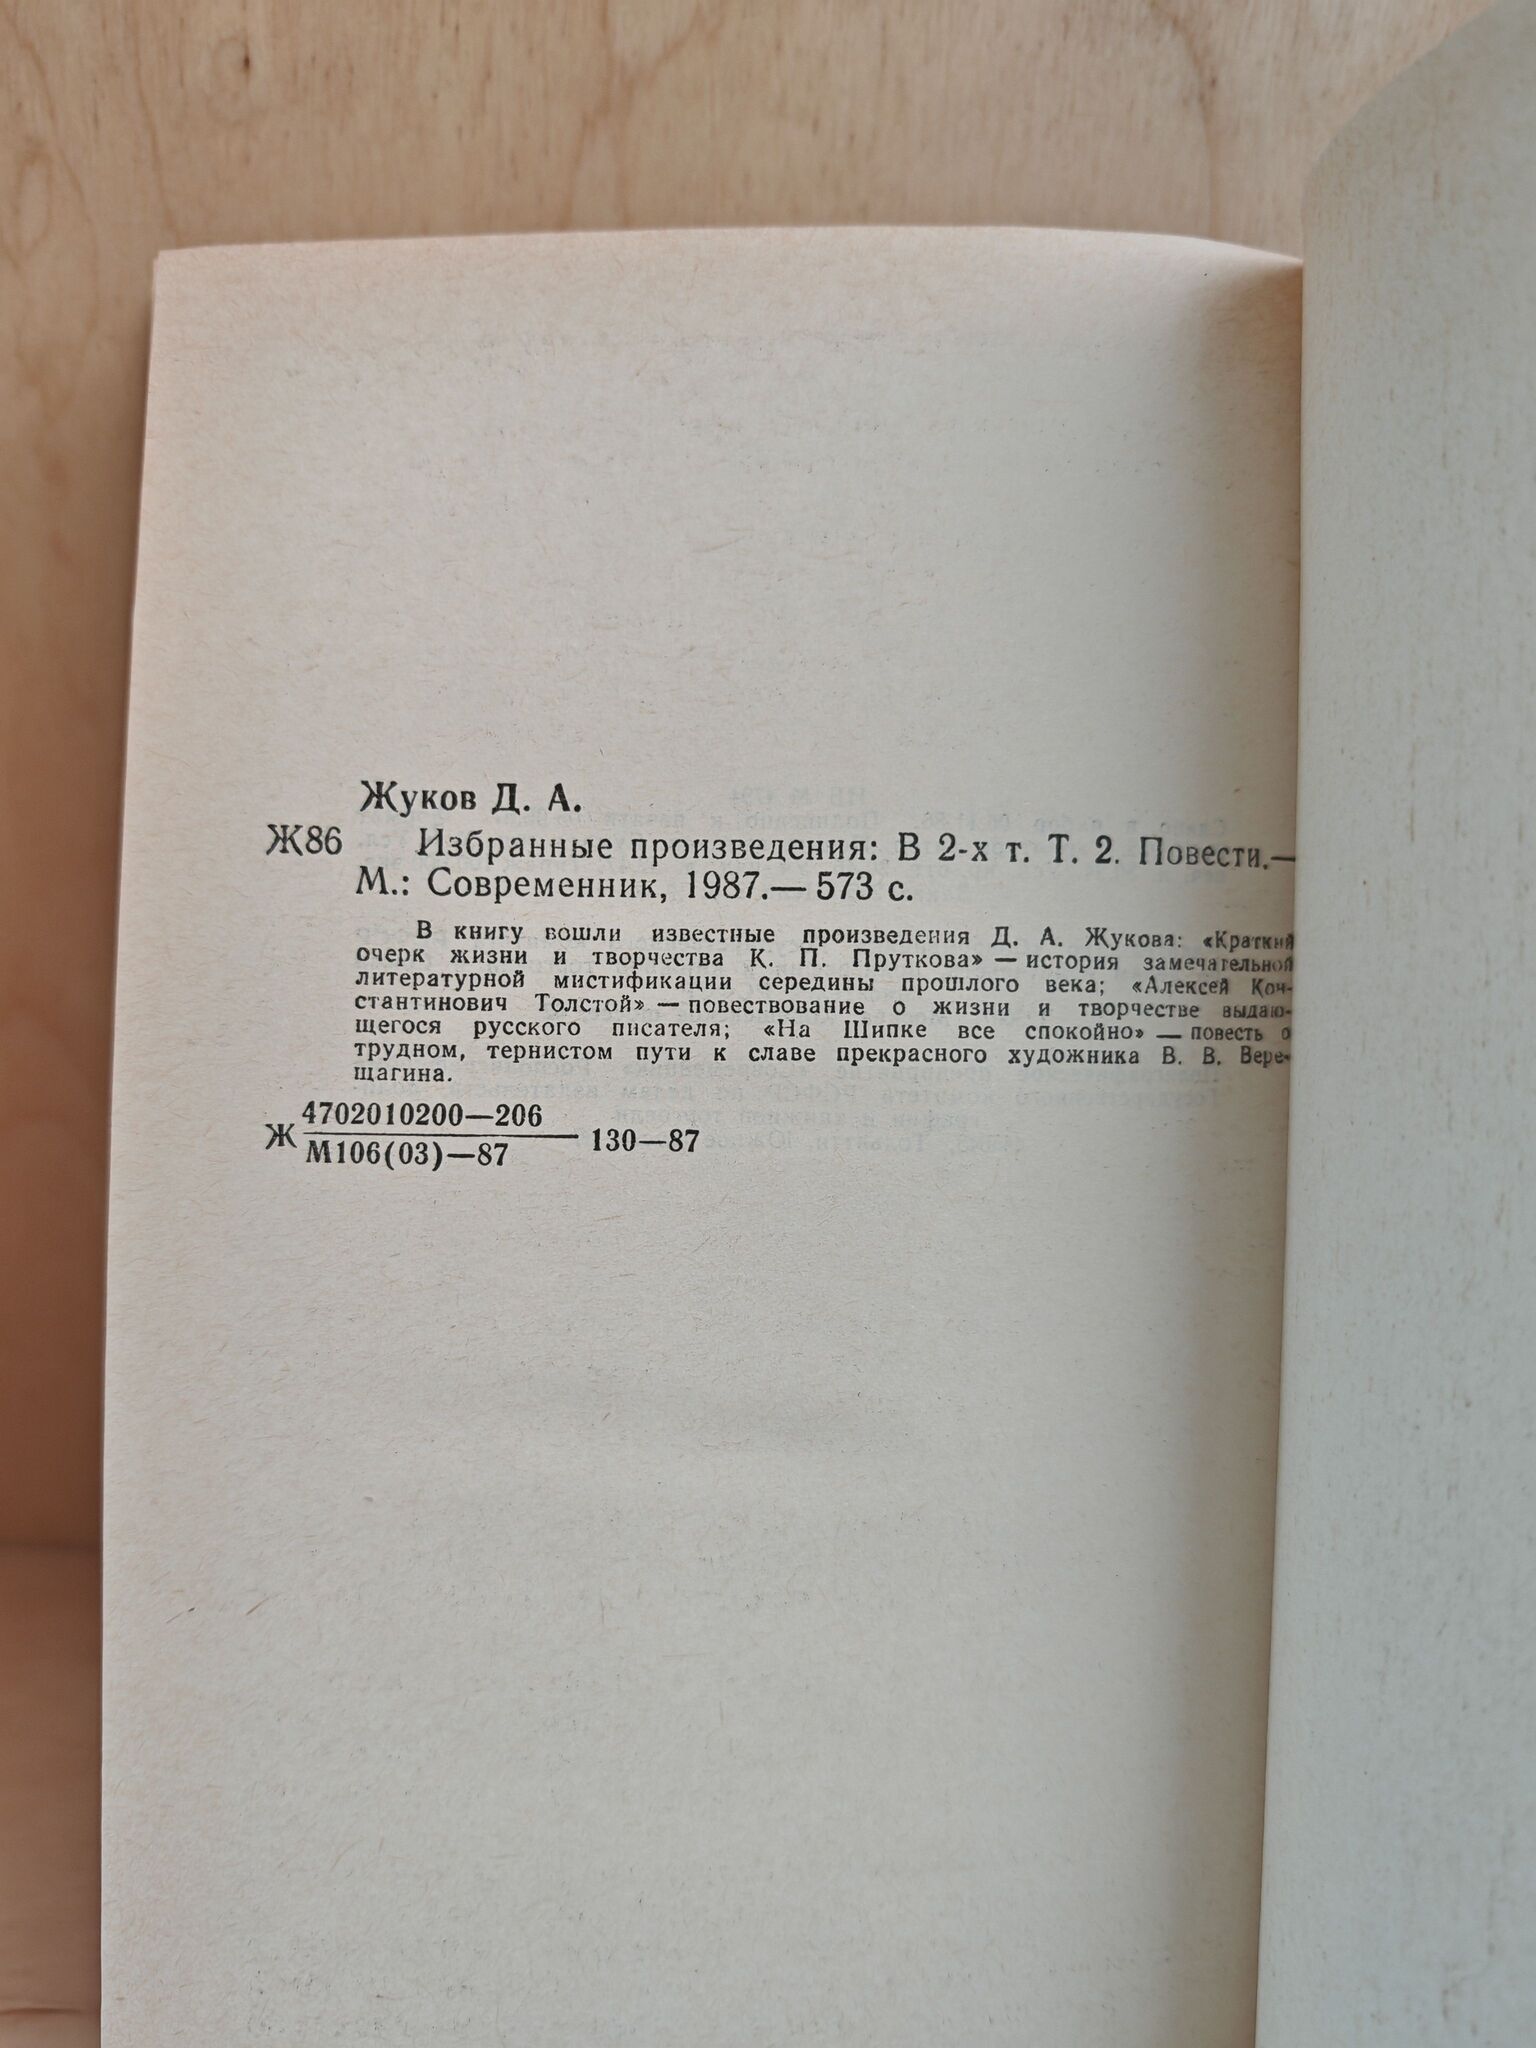 Жуков Д. А.
Ж86 Избранные произведения: В 2-х т. Т. 2. Повести.—
М.: Современник, 1987.— 573 с.
В книгу вошли известные произведения Д. А. Жукова: «Краткий
очерк жизни и творчества К. П. Пруткова» — история замечательной
литературной мистификации середины прошлого века; «Алексей Кон-
стантинович Толстой» — повествование о жизни и творчестве выдаю-
щегося русского писателя; «На Шипке все спокойно» — повесть о
трудном, тернистом пути к славе прекрасного художника В. В. Вере-
щагина.
4702010200—206
Ж 130—87
М106(03)—87